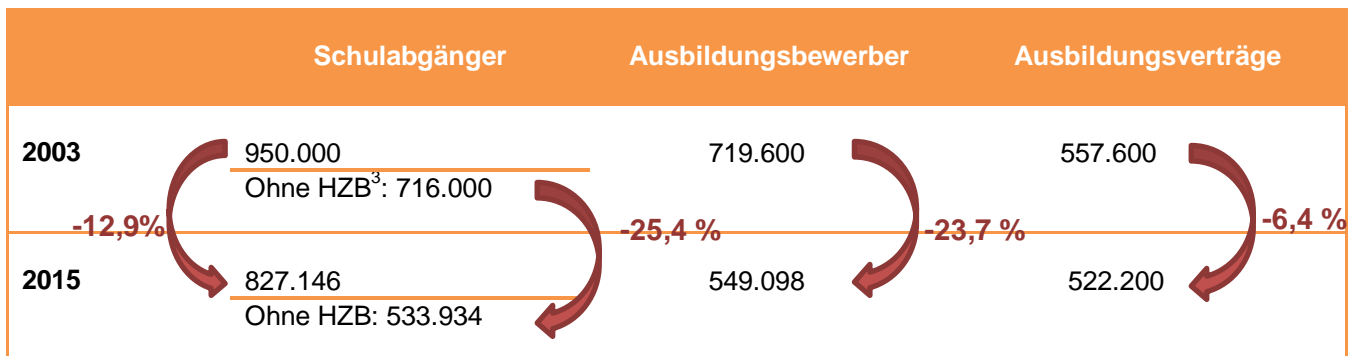 Schulabgänger Ausbildungsbewerber Ausbildungsverträge
2003 950.000 719.600 557.600
Ohne HZB³: 716.000
-12,9% -25,4 % -23,7 % -6,4 %
2015 827.146 549.098 522.200
Ohne HZB: 533.934